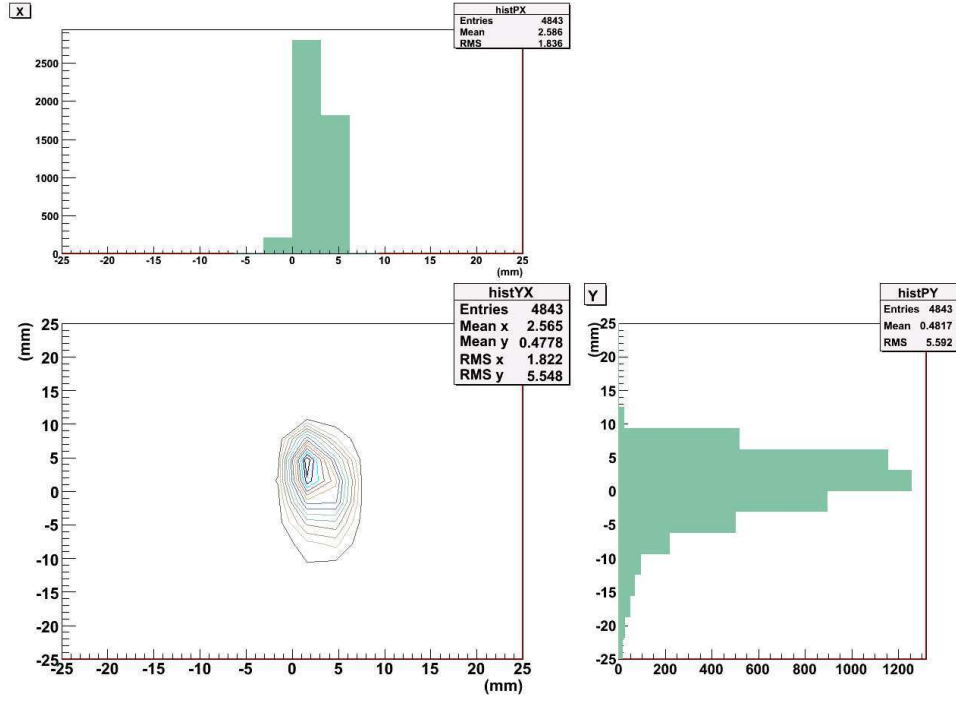 X
histPX
Entries 4843
Mean 2.586
RMS 1.836
2500
2000
1500
1000
500
0
-25 -20 -15 -10 -5 0 5 10 15 20 25
(mm)
histYX
Entries 4843
Mean x 2.565
Mean y 0.4778
RMS x 1.822
RMS y 5.548
(mm)
25
20
15
10
5
0
-5
-10
-15
-20
-25
-25 -20 -15 -10 -5 0 5 10 15 20 25
(mm)
Y
histPY
Entries 4843
Mean 0.4817
RMS 5.592
(mm)
25
20
15
10
5
0
-5
-10
-15
-20
-25
0 200 400 600 800 1000 1200